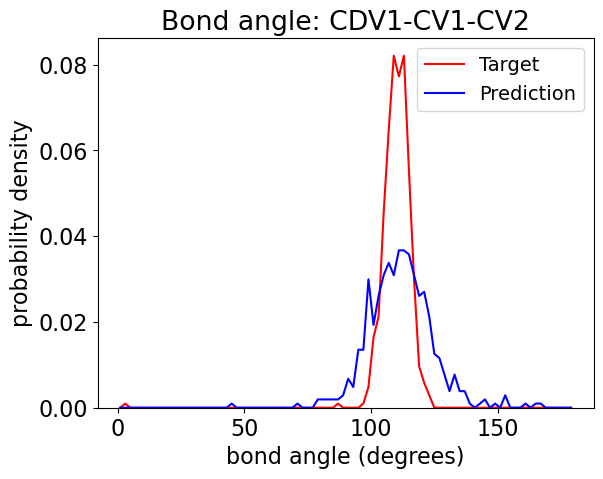 Bond angle: CDV1-CV1-CV2
Target
Prediction
probability density
0.08
0.06
0.04
0.02
0.00
0
50
100
150
bond angle (degrees)